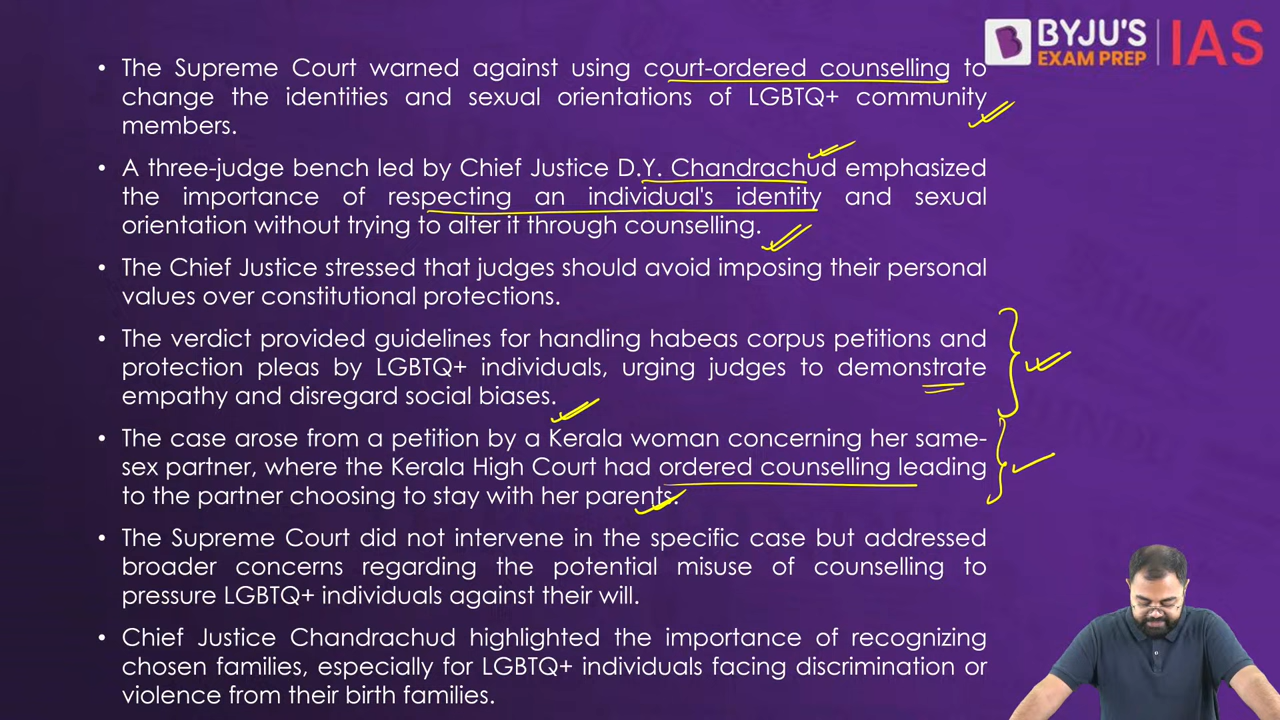 BYJU'S
EXAM PREP
IAS
• The Supreme Court warned against using court-ordered counselling to
change the identities and sexual orientations of LGBTQ+ community
members.
• A three-judge bench led by Chief Justice D.Y. Chandrachud emphasized
the importance of respecting an individual's identity and sexual
orientation without trying to alter it through counselling.
• The Chief Justice stressed that judges should avoid imposing their personal
values over constitutional protections.
• The verdict provided guidelines for handling habeas corpus petitions and
protection pleas by LGBTQ+ individuals, urging judges to demonstrate
empathy and disregard social biases.
• The case arose from a petition by a Kerala woman concerning her same-
sex partner, where the Kerala High Court had ordered counselling leading
to the partner choosing to stay with her parents.
• The Supreme Court did not intervene in the specific case but addressed
broader concerns regarding the potential misuse of counselling to
pressure LGBTQ+ individuals against their will.
• Chief Justice Chandrachud highlighted the importance of recognizing
chosen families, especially for LGBTQ+ individuals facing discrimination or
violence from their birth families.